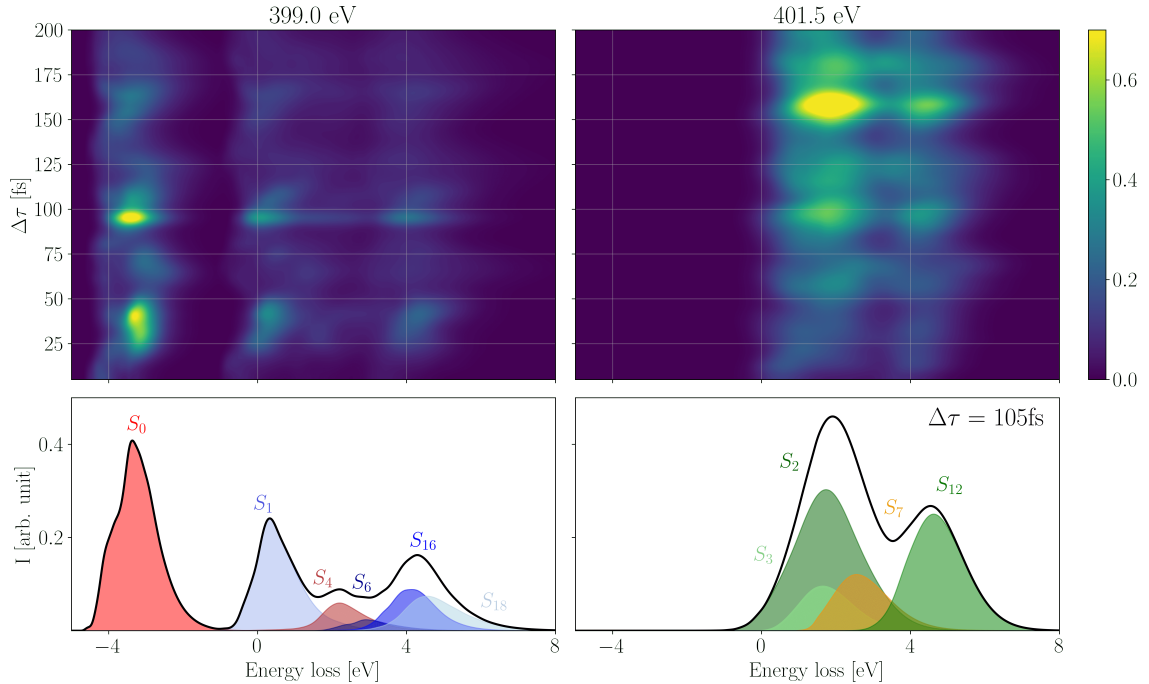 399.0 eV
401.5 eV
200
175
150
125
100
75
50
25
Δτ [fs]
0.6
0.4
0.2
0.0
Δτ = 105fs
0.4
0.2
I [arb. unit]
S0
S1
S4
S6
S16
S18
S2
S3
S7
S12
−4 0 4 8
−4 0 4 8
Energy loss [eV]
Energy loss [eV]